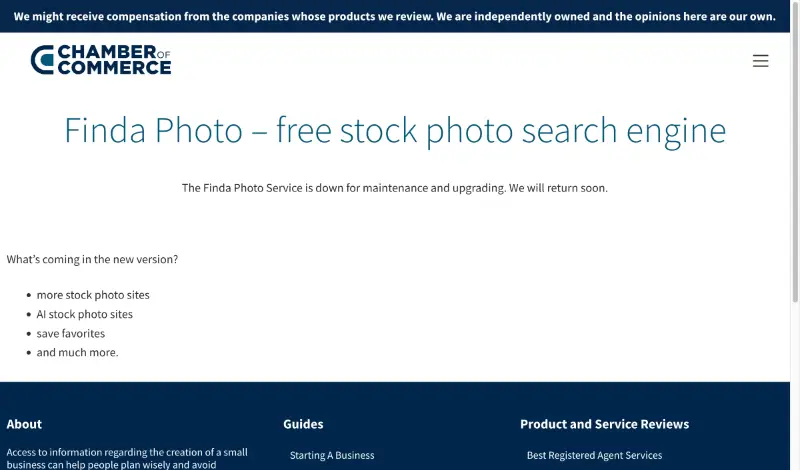 We might receive compensation from the companies whose products we review. We are independently owned and the opinions here are our own.
CHAMBER OF
COMMERCE
Finda Photo – free stock photo search engine
The Finda Photo Service is down for maintenance and upgrading. We will return soon.
What’s coming in the new version?
• more stock photo sites
• AI stock photo sites
• save favorites
• and much more.
About
Guides
Product and Service Reviews
Access to information regarding the creation of a small
business can help people plan wisely and avoid
Starting A Business
Best Registered Agent Services